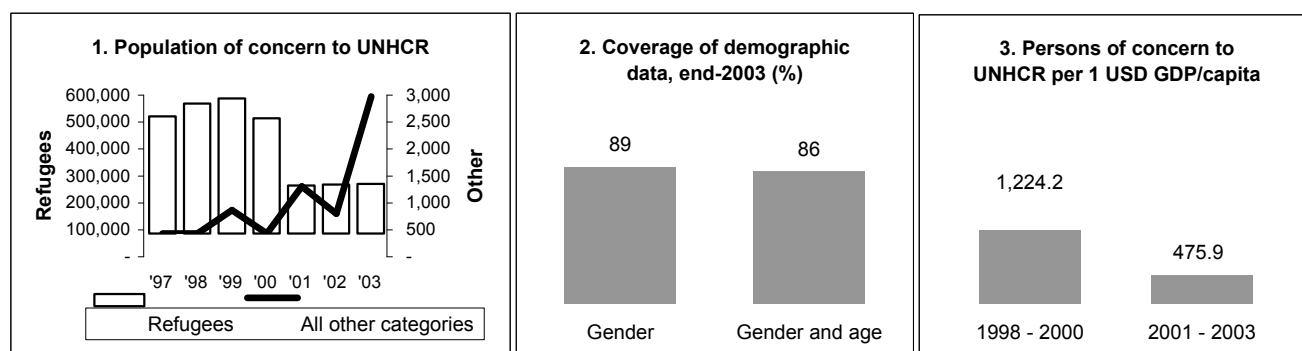 1. Population of concern to UNHCR
600,000
500,000
400,000
300,000
200,000
100,000
-
Refugees
3,000
2,500
2,000
1,500
1,000
500
-
Other
'97 '98 '99 '00 '01 '02 '03
Refugees All other categories
2. Coverage of demographic
data, end-2003 (%)
89 86
Gender Gender and age
3. Persons of concern to
UNHCR per 1 USD GDP/capita
1,224.2
475.9
1998 - 2000 2001 - 2003